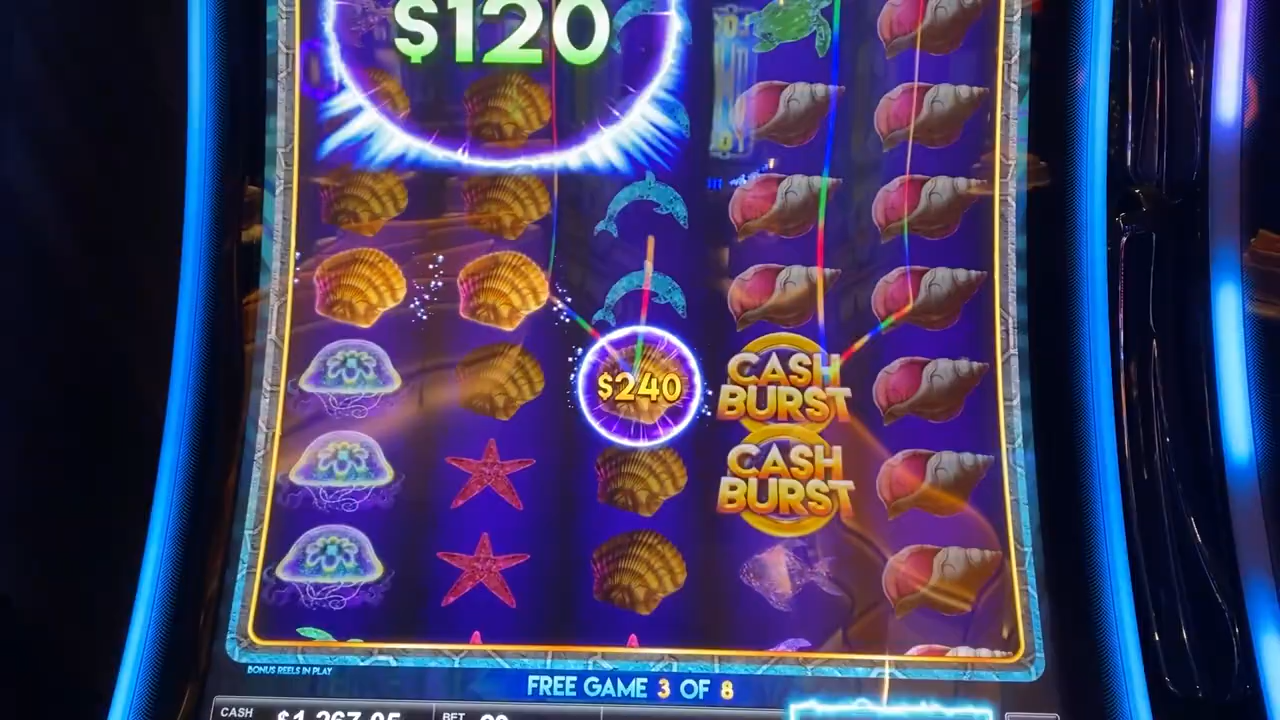 $120
$240
CASH
BURST
CASH
BURST
BONUS REELS IN PLAY
FREE GAME 3 OF 8
CASH
BET